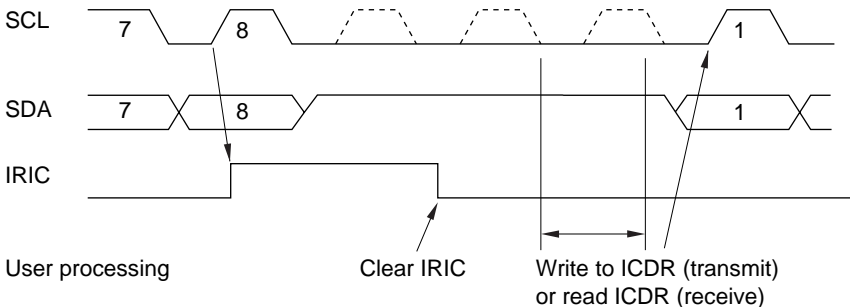 SCL
7 8 1
SDA
7 8 1
IRIC
User processing Clear IRIC Write to ICDR (transmit)
or read ICDR (receive)